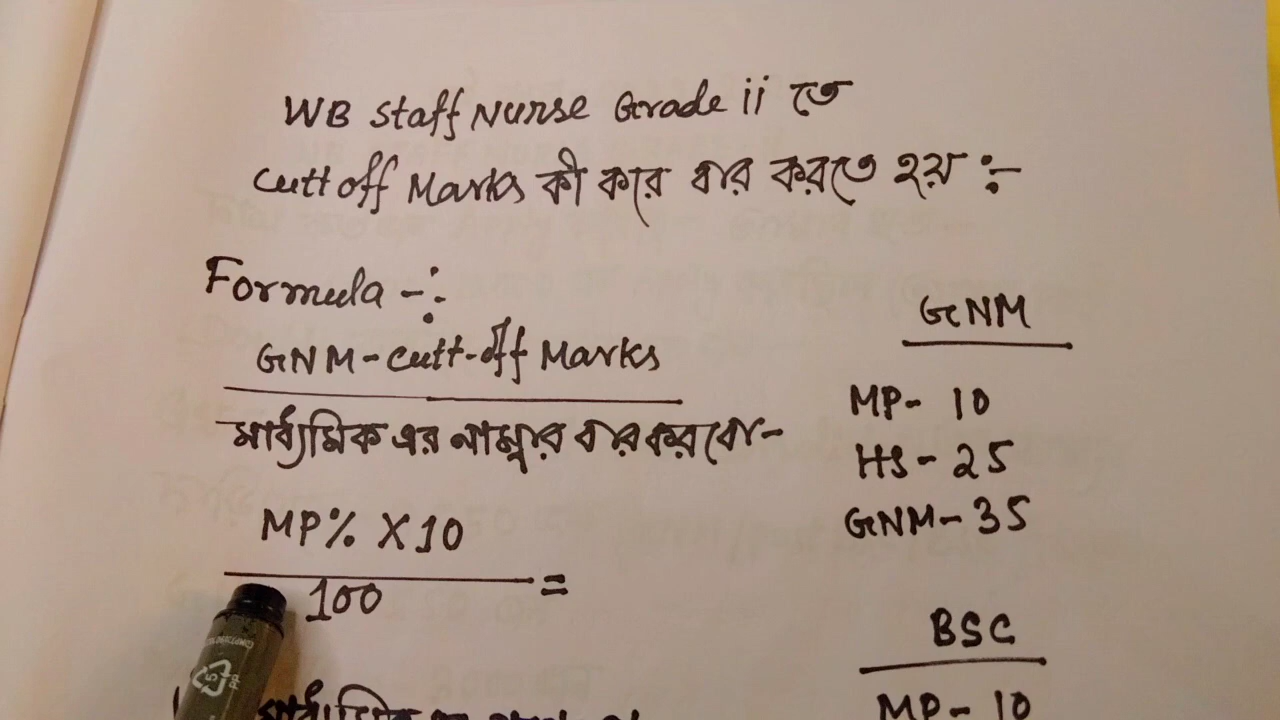 WB Staff Nurse Grade ii তে
Cutt off Marks কী করে বার করতে হয় :-
Formula -:
GNM-Cutt-off Marks
মাধ্যমিক এর নাম্বার বার করবো-
MP% X10
100
=
GNM
MP- 10
HS-25
GNM-35
BSC
MP-10